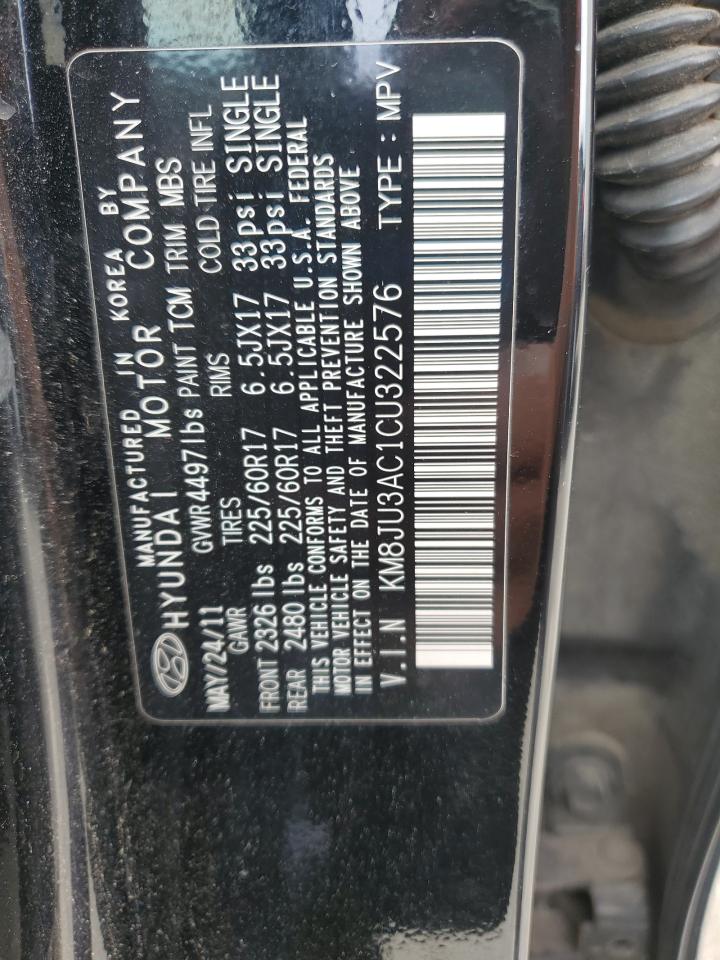 MANUFACTURED IN KOREA BY
HYUNDAI MOTOR COMPANY
MAY/24/11 GVWR4497lbs PAINT TCM TRIM MBS
GAWR TIRES RIMS COLD TIRE INFL
FRONT 2326 lbs 225/60R17 6.5JX17 33psi SINGLE
REAR 2480 lbs 225/60R17 6.5JX17 33psi SINGLE
THIS VEHICLE CONFORMS TO ALL APPLICABLE U.S.A. FEDERAL
MOTOR VEHICLE SAFETY AND THEFT PREVENTION STANDARDS
IN EFFECT ON THE DATE OF MANUFACTURE SHOWN ABOVE
V.I.N KM8JU3AC1CU322576 TYPE : MPV